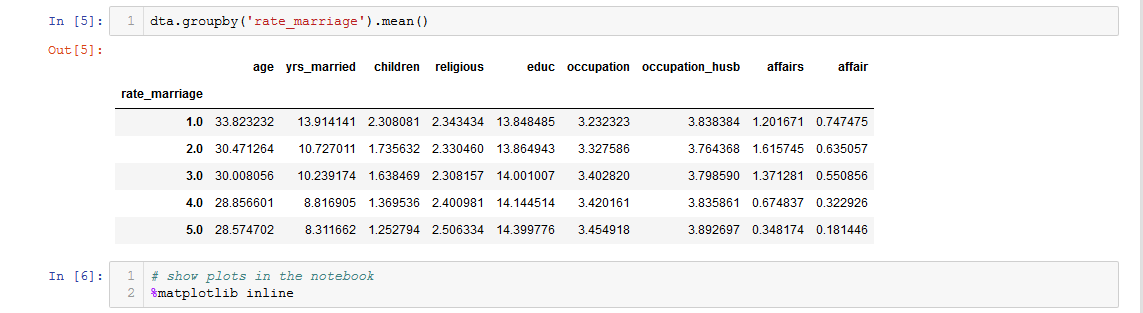 In [5]: 1 dta.groupby('rate_marriage').mean()
Out[5]:
age yrs_married children religious educ occupation occupation_husb affairs affair
rate_marriage
1.0 33.823232 13.914141 2.308081 2.343434 13.848485 3.232323 3.838384 1.201671 0.747475
2.0 30.471264 10.727011 1.735632 2.330460 13.864943 3.327586 3.764368 1.615745 0.635057
3.0 30.008056 10.239174 1.638469 2.308157 14.001007 3.402820 3.798590 1.371281 0.550856
4.0 28.856601 8.816905 1.369536 2.400981 14.144514 3.420161 3.835861 0.674837 0.322926
5.0 28.574702 8.311662 1.252794 2.506334 14.399776 3.454918 3.892697 0.348174 0.181446
In [6]: 1 # show plots in the notebook
2 %matplotlib inline